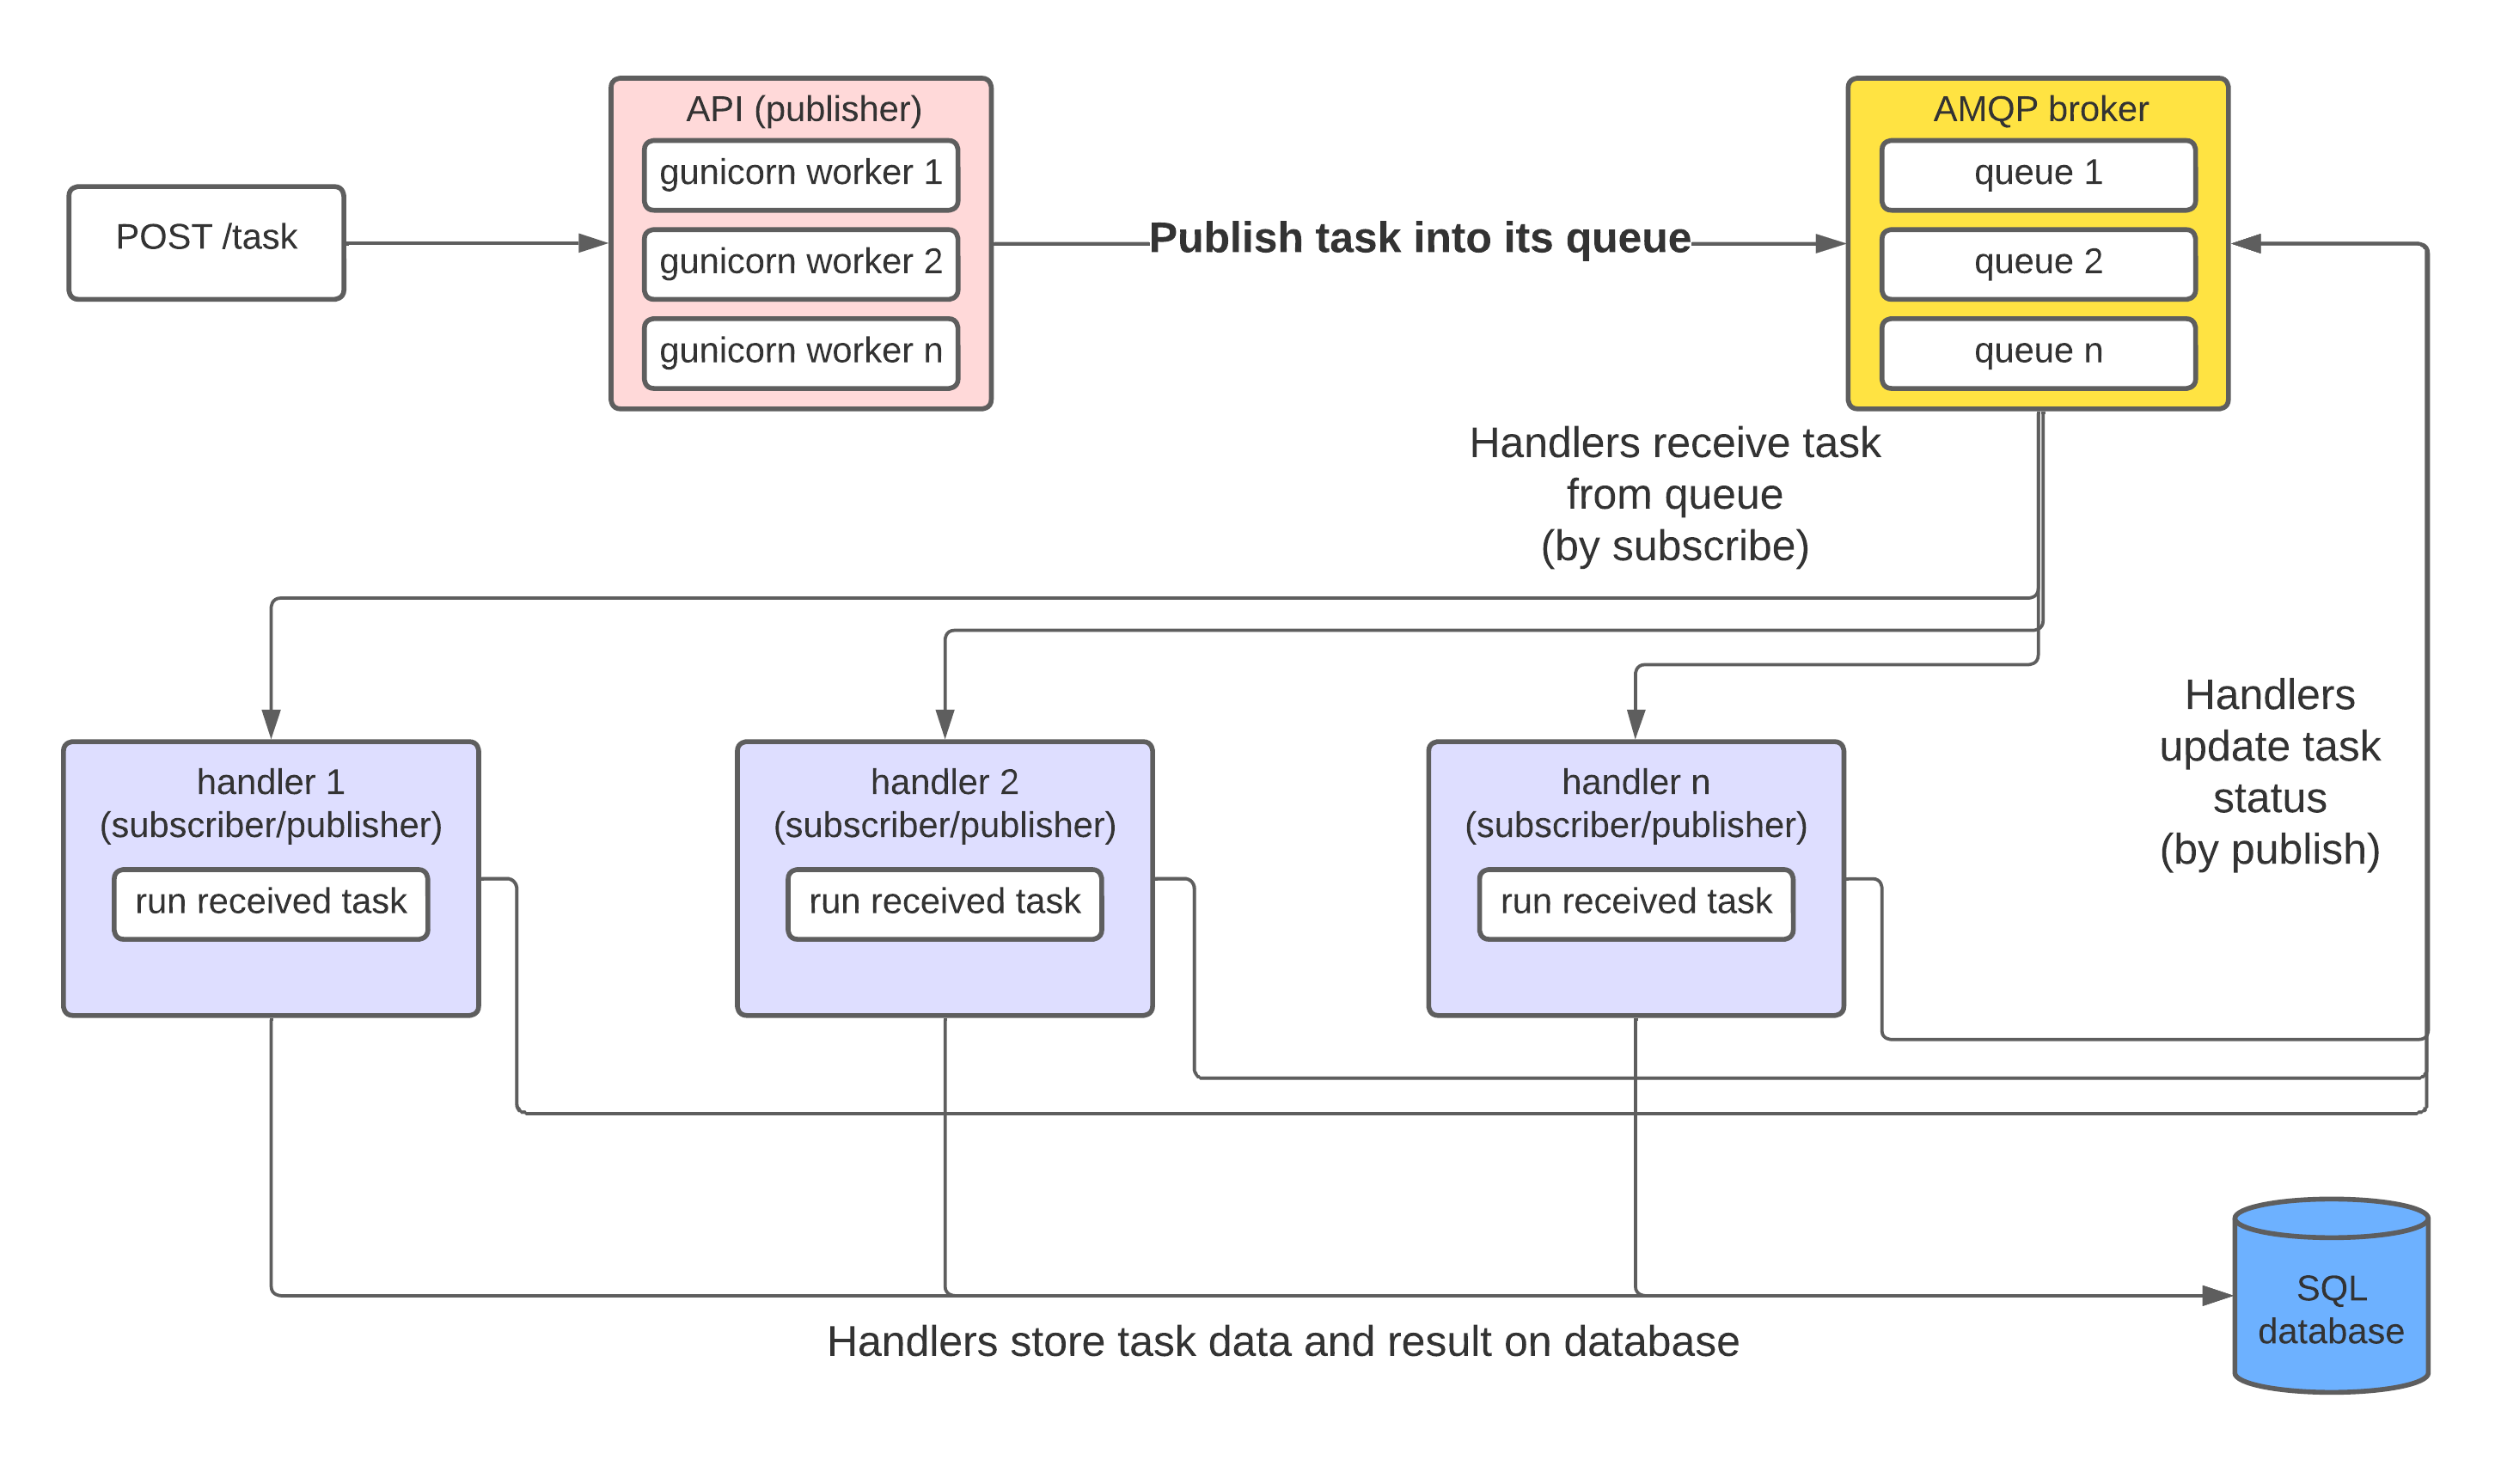 POST /task
API (publisher)
gunicorn worker 1
gunicorn worker 2
gunicorn worker n
Publish task into its queue
AMQP broker
queue 1
queue 2
queue n
Handlers receive task
from queue
(by subscribe)
handler 1
(subscriber/publisher)
run received task
handler 2
(subscriber/publisher)
run received task
handler n
(subscriber/publisher)
run received task
Handlers
update task
status
(by publish)
Handlers store task data and result on database
SQL
database